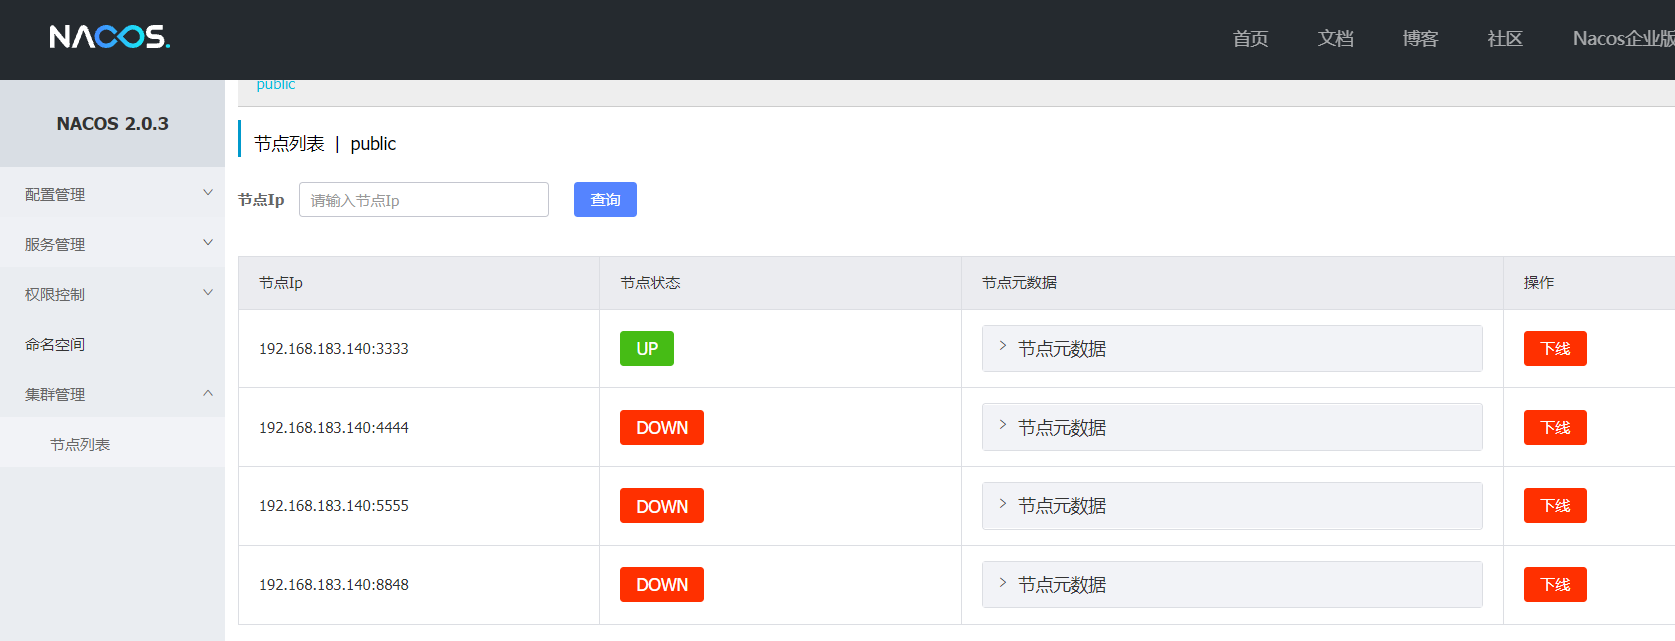 NACOS.
首页 文档 博客 社区 Nacos企业版
public
NACOS 2.0.3
节点列表 | public
配置管理
节点Ip 请输入节点Ip 查询
服务管理
权限控制
命名空间
集群管理
节点列表
节点Ip 节点状态 节点元数据 操作
192.168.183.140:3333 UP 节点元数据 下线
192.168.183.140:4444 DOWN 节点元数据 下线
192.168.183.140:5555 DOWN 节点元数据 下线
192.168.183.140:8848 DOWN 节点元数据 下线